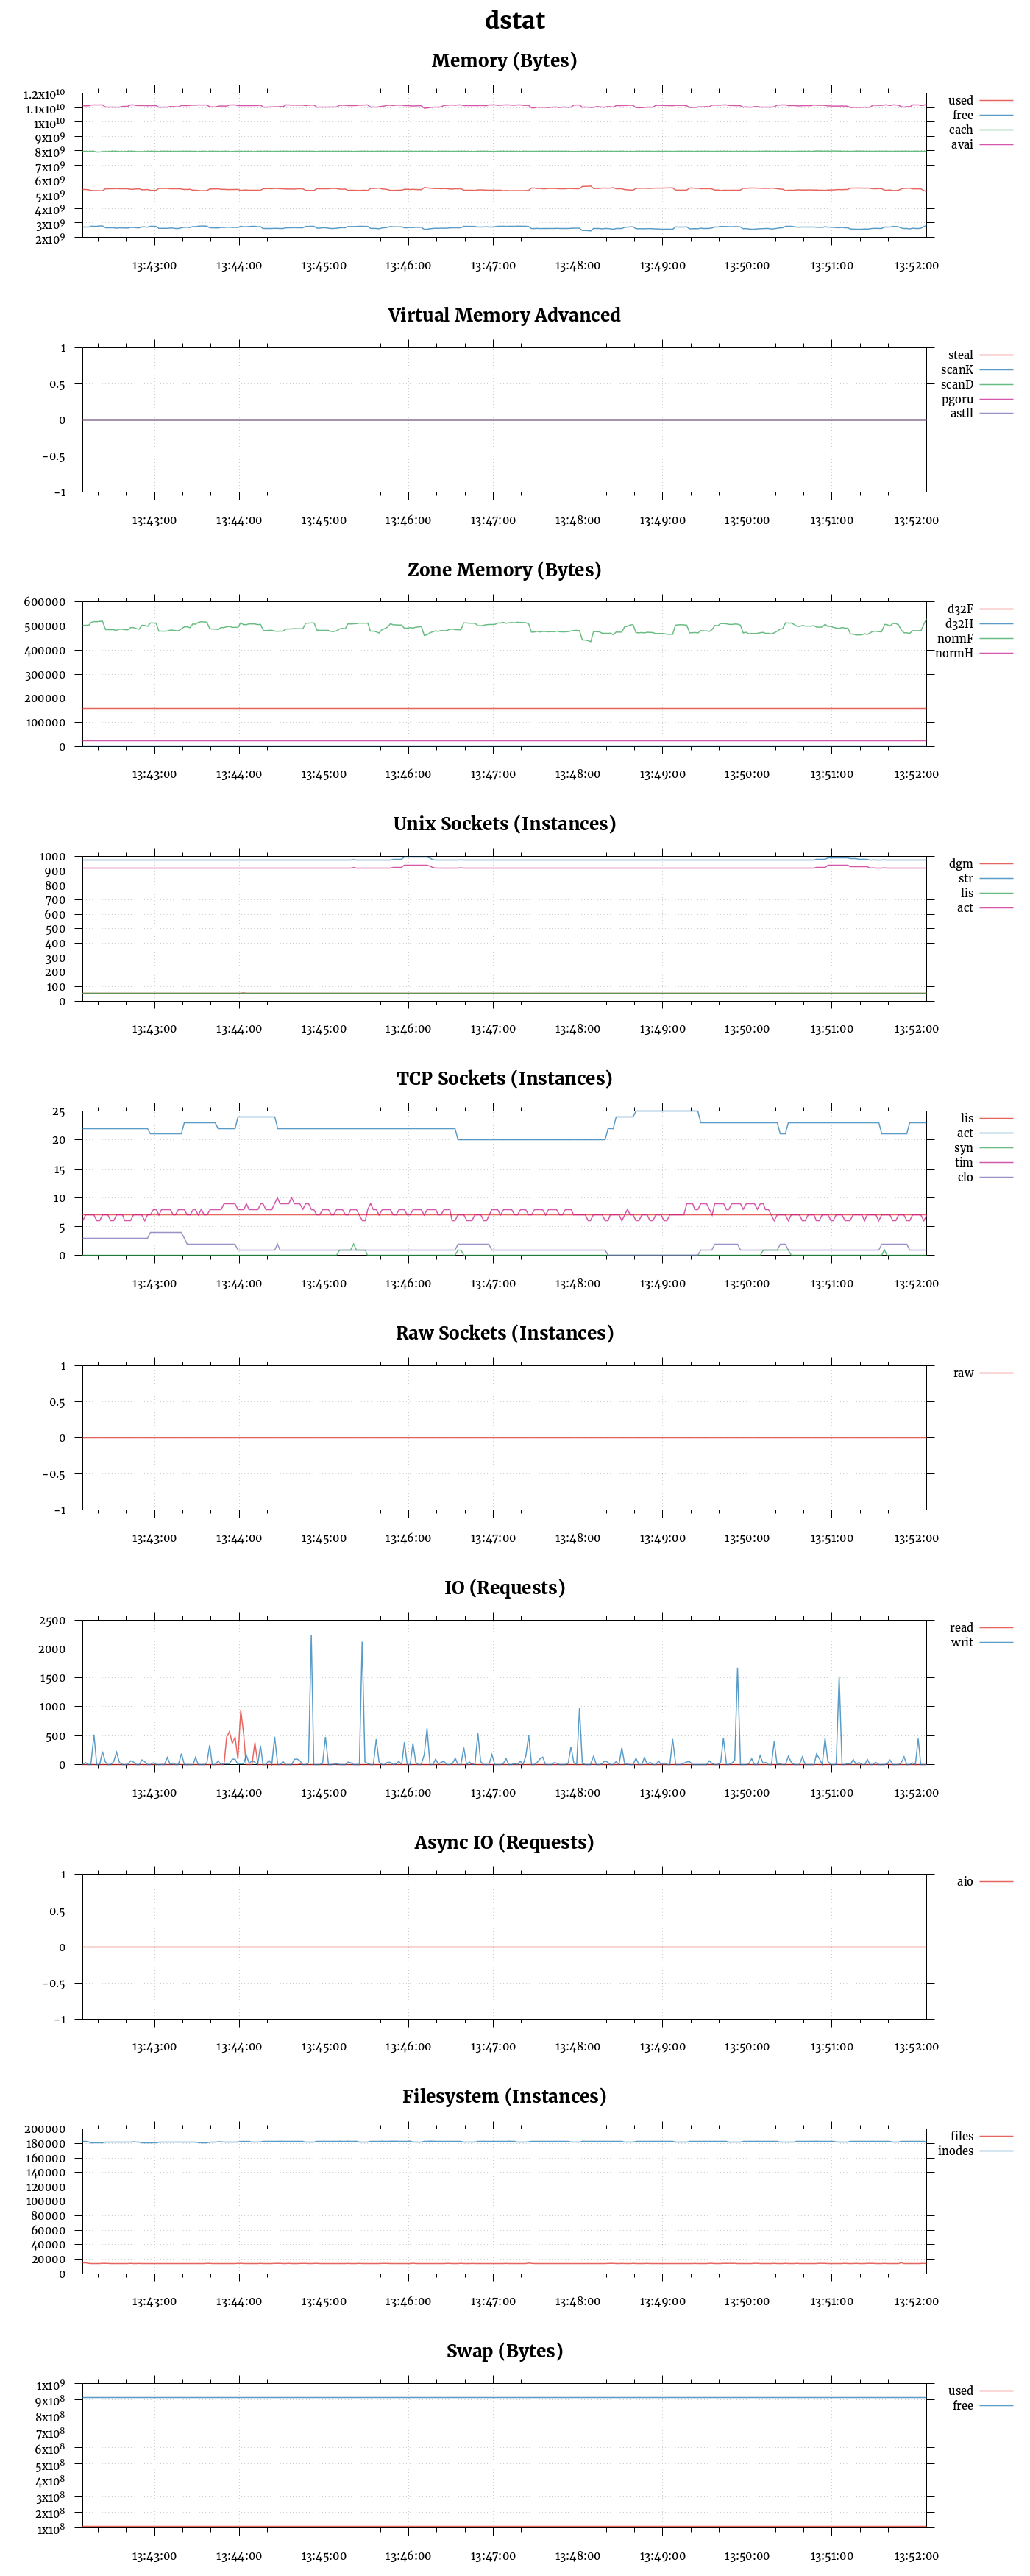 dstat
Memory (Bytes)
1.2x10¹⁰
1.1x10¹⁰
1x10¹⁰
9x10⁹
8x10⁹
7x10⁹
6x10⁹
5x10⁹
4x10⁹
3x10⁹
2x10⁹
used
free
cach
avai
13:43:00 13:44:00 13:45:00 13:46:00 13:47:00 13:48:00 13:49:00 13:50:00 13:51:00 13:52:00
Virtual Memory Advanced
1
0.5
0
-0.5
-1
steal
scanK
scanD
pgoru
astll
13:43:00 13:44:00 13:45:00 13:46:00 13:47:00 13:48:00 13:49:00 13:50:00 13:51:00 13:52:00
Zone Memory (Bytes)
600000
500000
400000
300000
200000
100000
0
d32F
d32H
normF
normH
13:43:00 13:44:00 13:45:00 13:46:00 13:47:00 13:48:00 13:49:00 13:50:00 13:51:00 13:52:00
Unix Sockets (Instances)
1000
900
800
700
600
500
400
300
200
100
0
dgm
str
lis
act
13:43:00 13:44:00 13:45:00 13:46:00 13:47:00 13:48:00 13:49:00 13:50:00 13:51:00 13:52:00
TCP Sockets (Instances)
25
20
15
10
5
0
lis
act
syn
tim
clo
13:43:00 13:44:00 13:45:00 13:46:00 13:47:00 13:48:00 13:49:00 13:50:00 13:51:00 13:52:00
Raw Sockets (Instances)
1
0.5
0
-0.5
-1
raw
13:43:00 13:44:00 13:45:00 13:46:00 13:47:00 13:48:00 13:49:00 13:50:00 13:51:00 13:52:00
IO (Requests)
2500
2000
1500
1000
500
0
read
writ
13:43:00 13:44:00 13:45:00 13:46:00 13:47:00 13:48:00 13:49:00 13:50:00 13:51:00 13:52:00
Async IO (Requests)
1
0.5
0
-0.5
-1
aio
13:43:00 13:44:00 13:45:00 13:46:00 13:47:00 13:48:00 13:49:00 13:50:00 13:51:00 13:52:00
Filesystem (Instances)
200000
180000
160000
140000
120000
100000
80000
60000
40000
20000
0
files
inodes
13:43:00 13:44:00 13:45:00 13:46:00 13:47:00 13:48:00 13:49:00 13:50:00 13:51:00 13:52:00
Swap (Bytes)
1x10⁹
9x10⁸
8x10⁸
7x10⁸
6x10⁸
5x10⁸
4x10⁸
3x10⁸
2x10⁸
1x10⁸
used
free
13:43:00 13:44:00 13:45:00 13:46:00 13:47:00 13:48:00 13:49:00 13:50:00 13:51:00 13:52:00